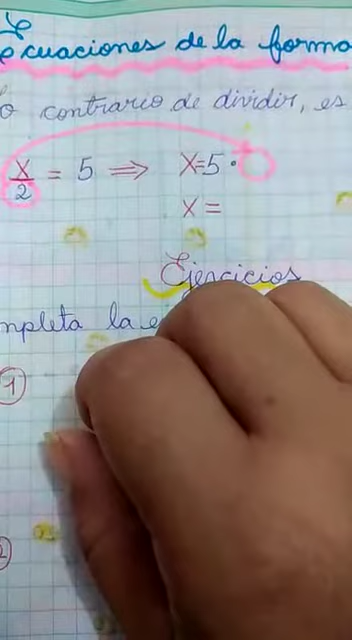 Ecuaciones de la forma
contrario de dividir, es
x/2 = 5 ⇒ x=5·
x =
Ejercicios
mpleta la e
1
2